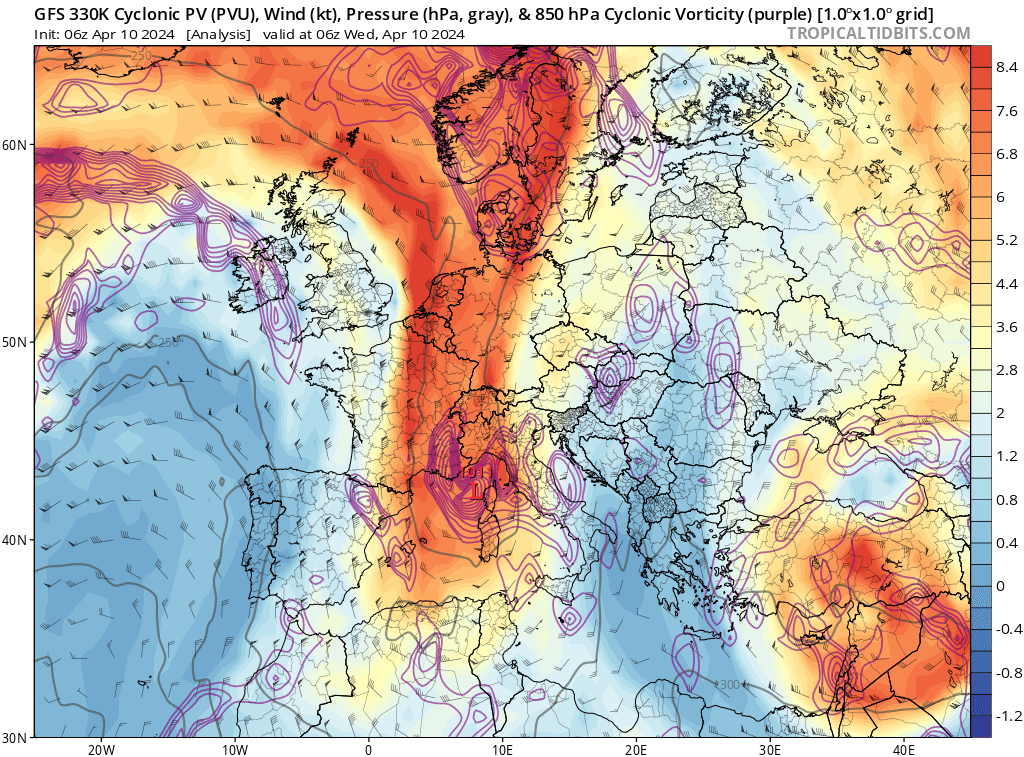 GFS 330K Cyclonic PV (PVU), Wind (kt), Pressure (hPa, gray), & 850 hPa Cyclonic Vorticity (purple) [1.0°x1.0° grid]
Init: 06z Apr 10 2024 [Analysis] valid at 06z Wed, Apr 10 2024
TROPICALTIDBITS.COM
250
250
250
300
L
60N
50N
40N
30N
20W
10W
0
10E
20E
30E
40E
8.4
7.6
6.8
6
5.2
4.4
3.6
2.8
2
1.2
0.8
0.4
0
-0.4
-0.8
-1.2